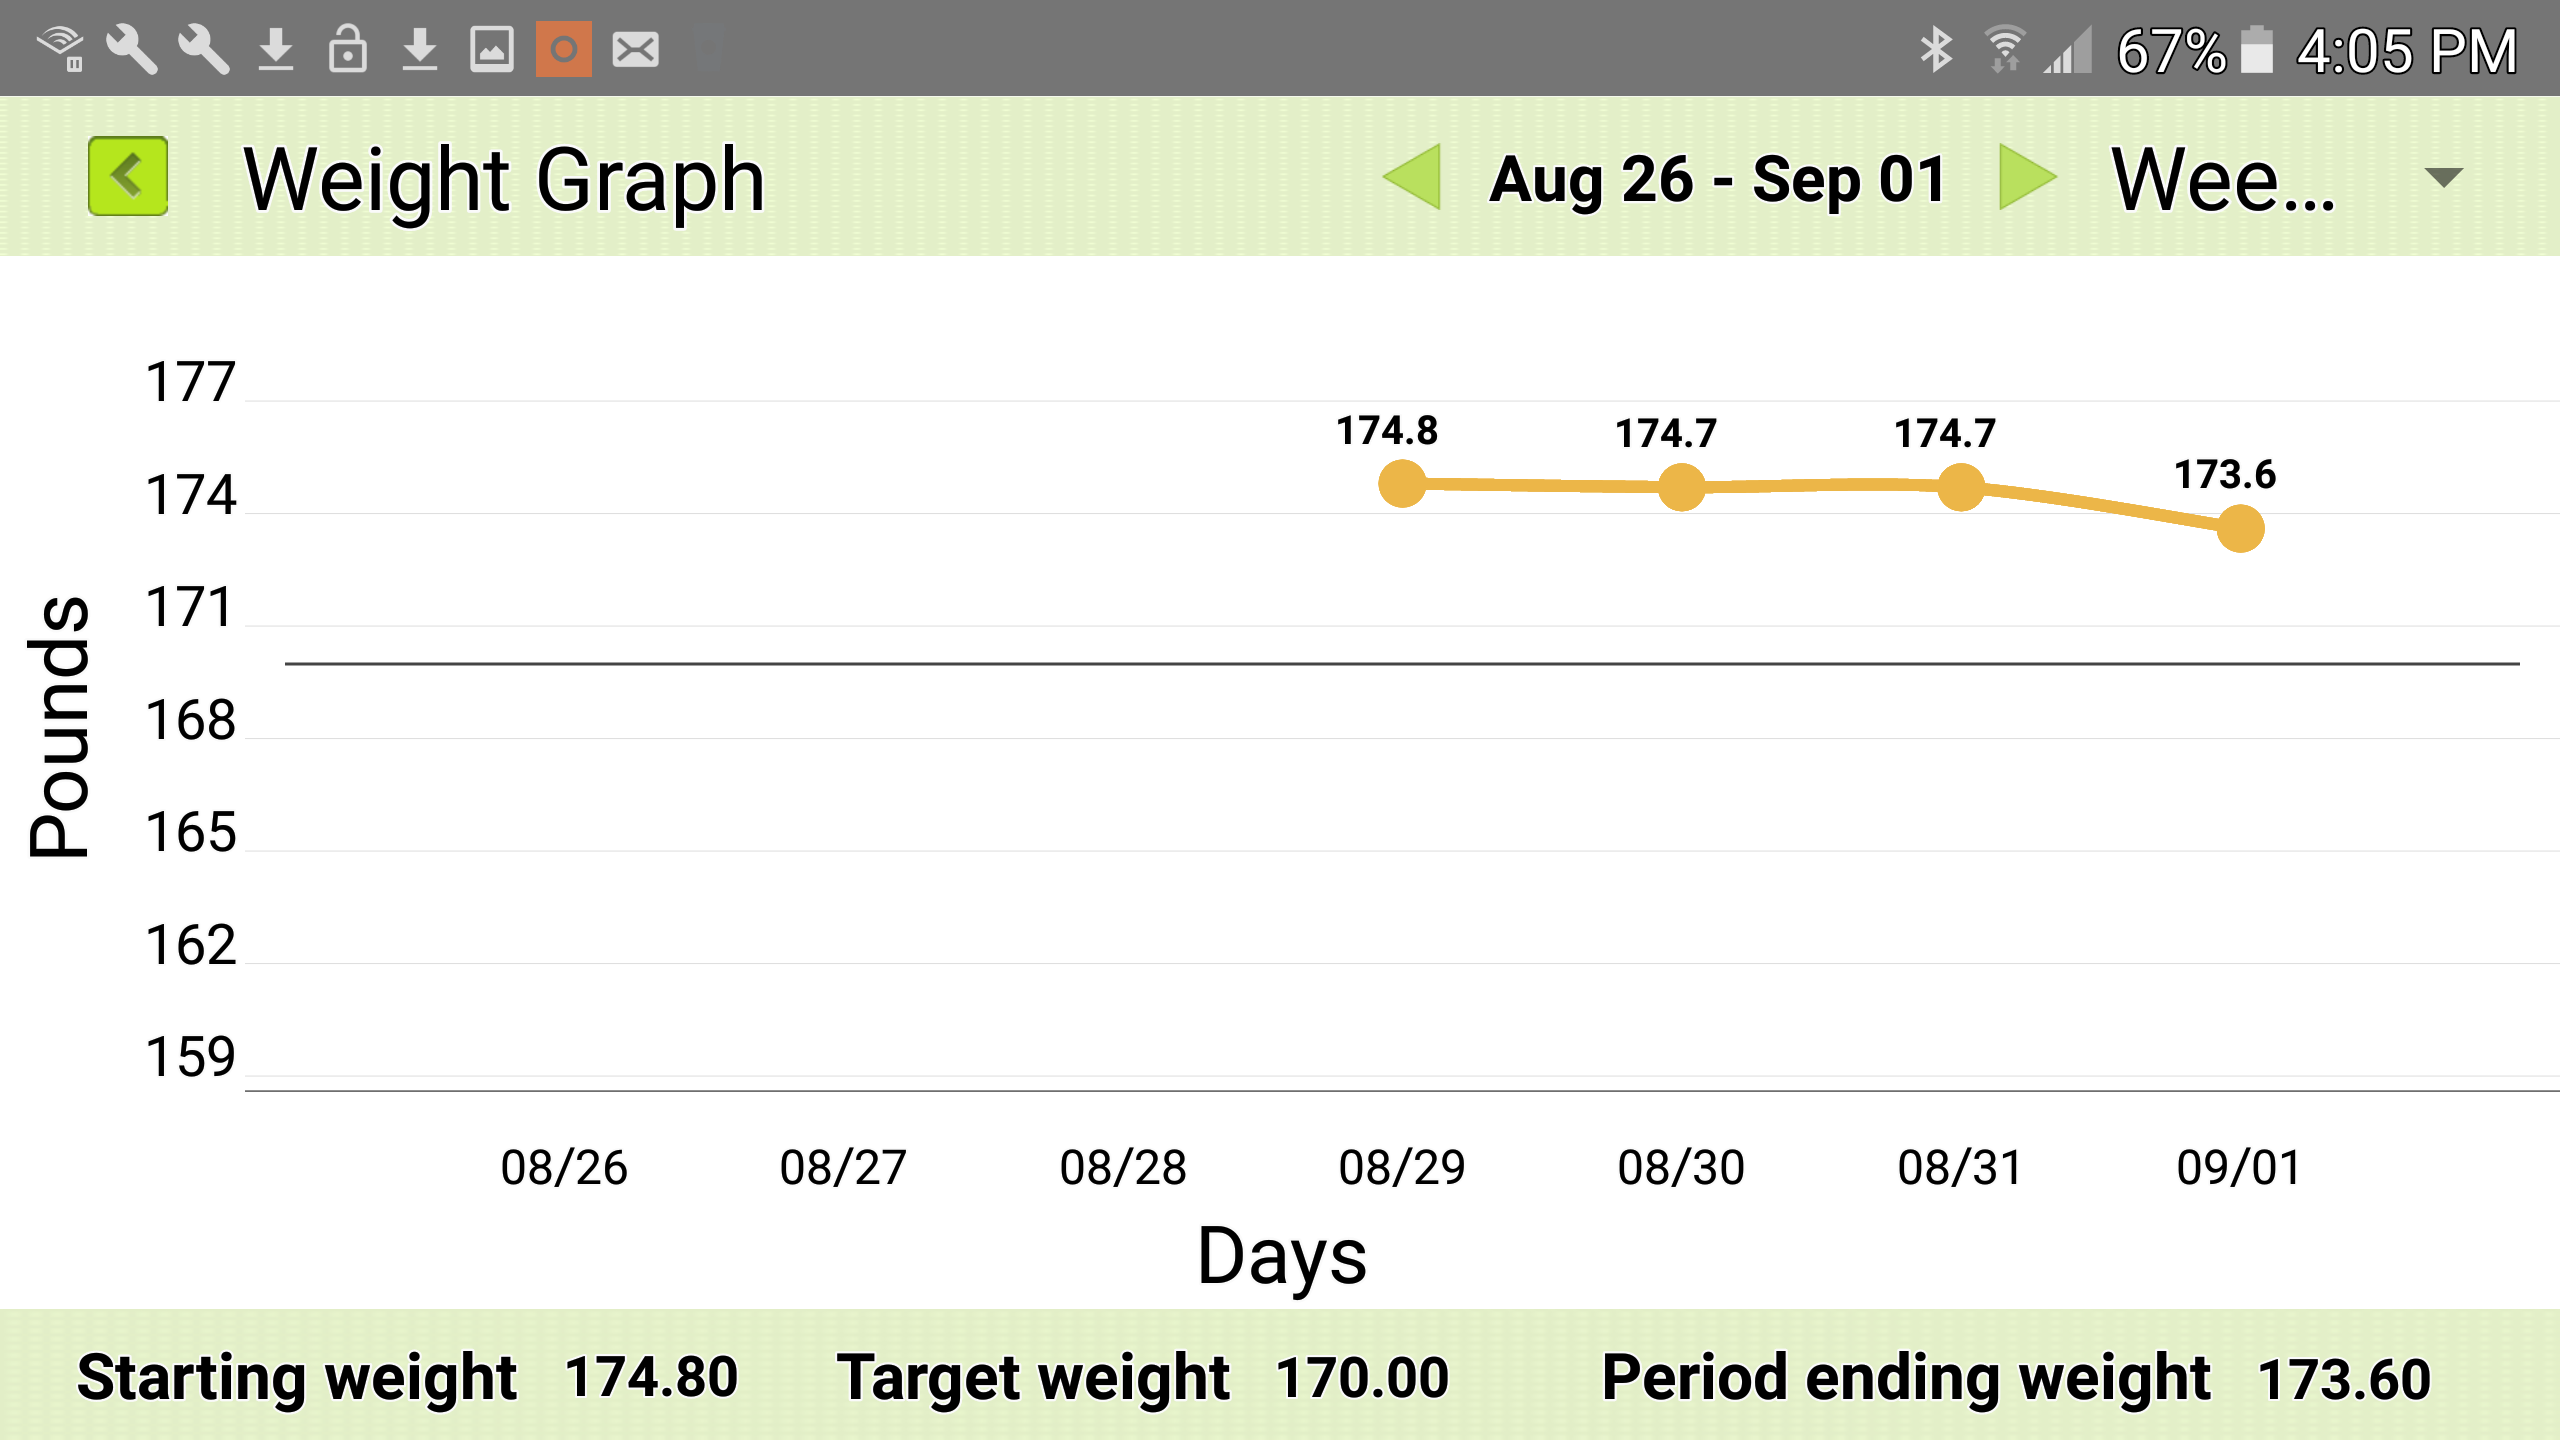 67% 4:05 PM
Weight Graph Aug 26 - Sep 01 Wee...
177
174.8 174.7 174.7 173.6
174
171
168
165
162
159
Pounds
08/26 08/27 08/28 08/29 08/30 08/31 09/01
Days
Starting weight 174.80 Target weight 170.00 Period ending weight 173.60